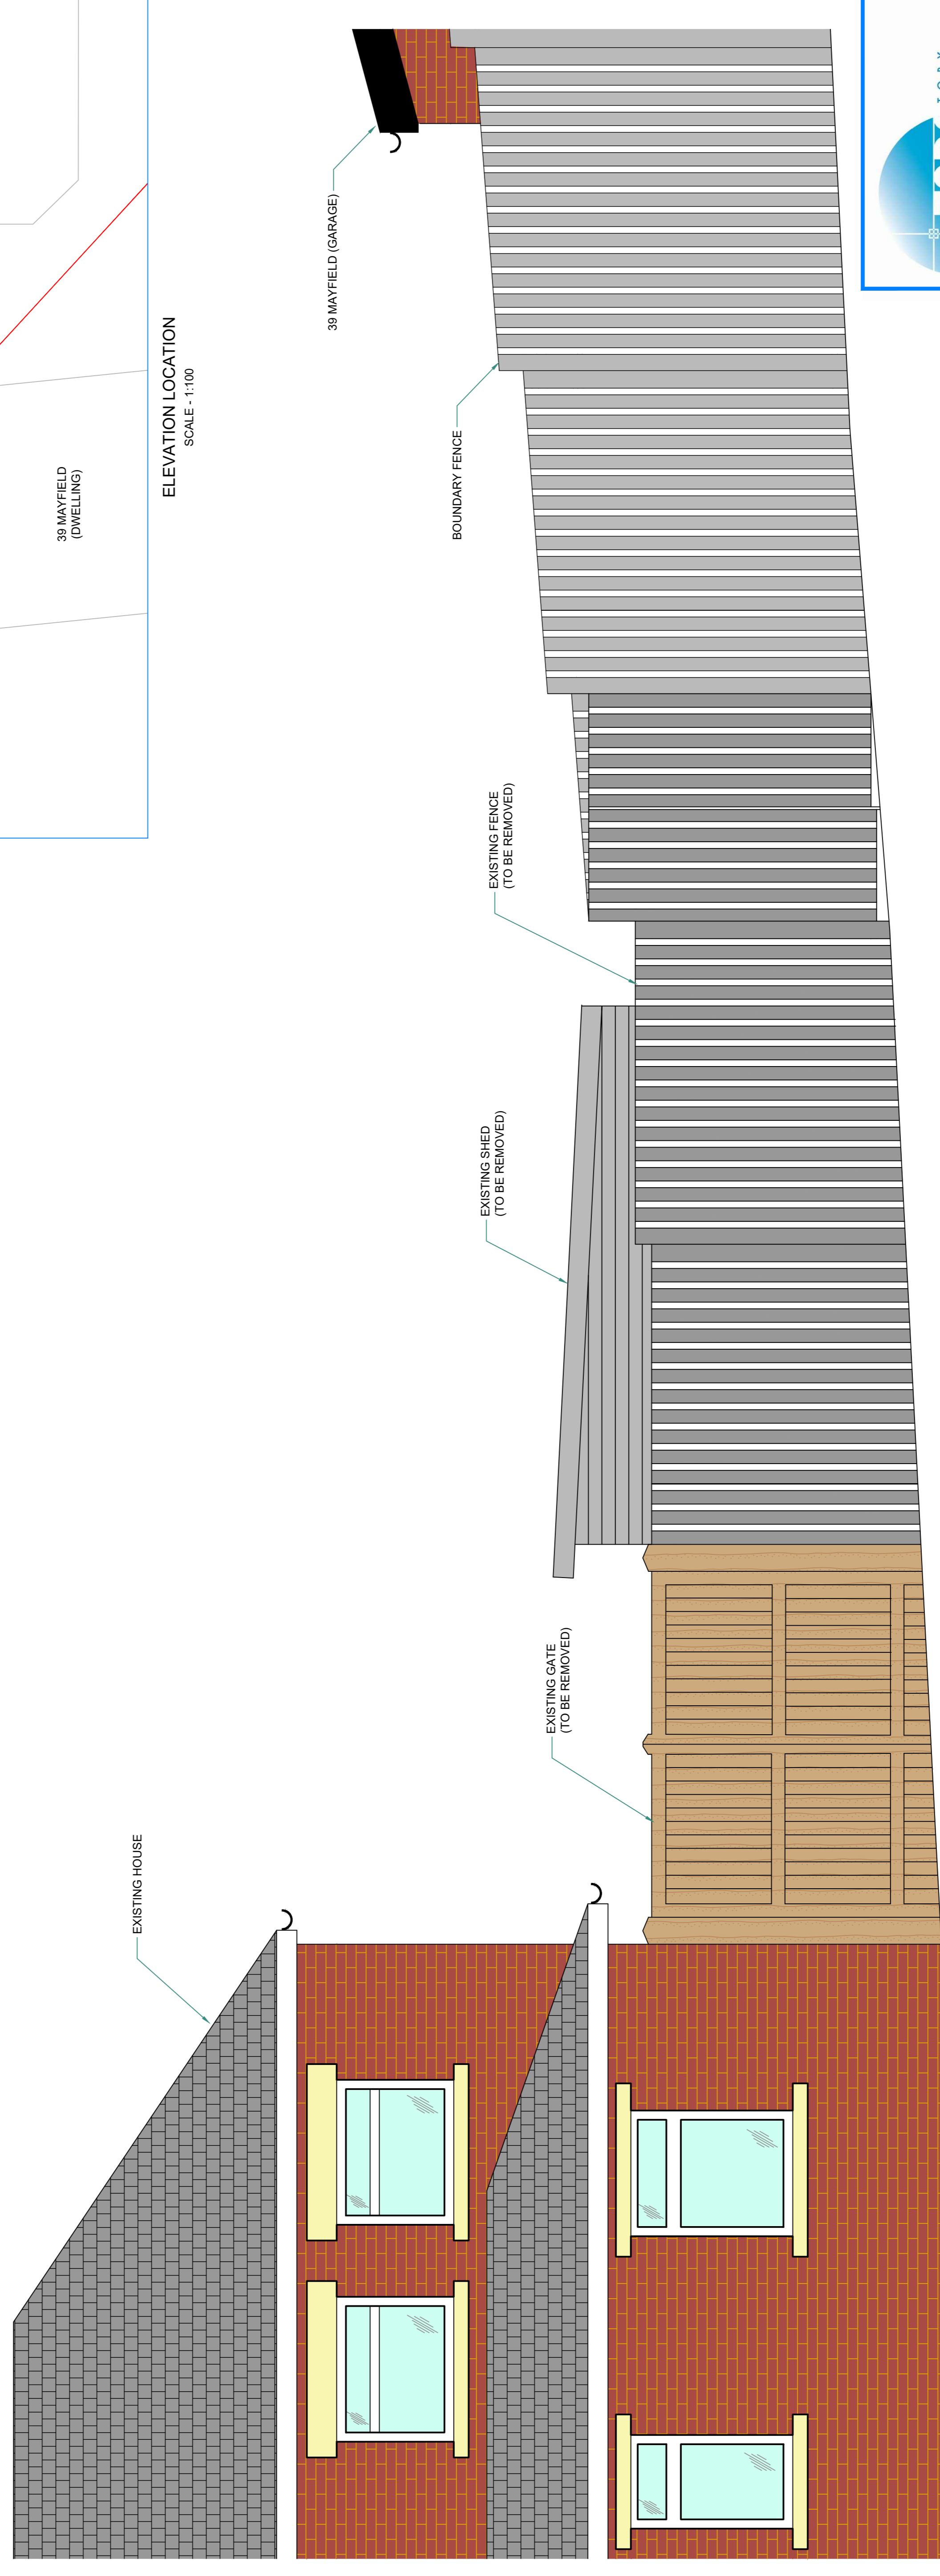 39 MAYFIELD
(DWELLING)
ELEVATION LOCATION
SCALE - 1:100
EXISTING HOUSE
EXISTING GATE
(TO BE REMOVED)
EXISTING SHED
(TO BE REMOVED)
EXISTING FENCE
(TO BE REMOVED)
BOUNDARY FENCE
39 MAYFIELD (GARAGE)